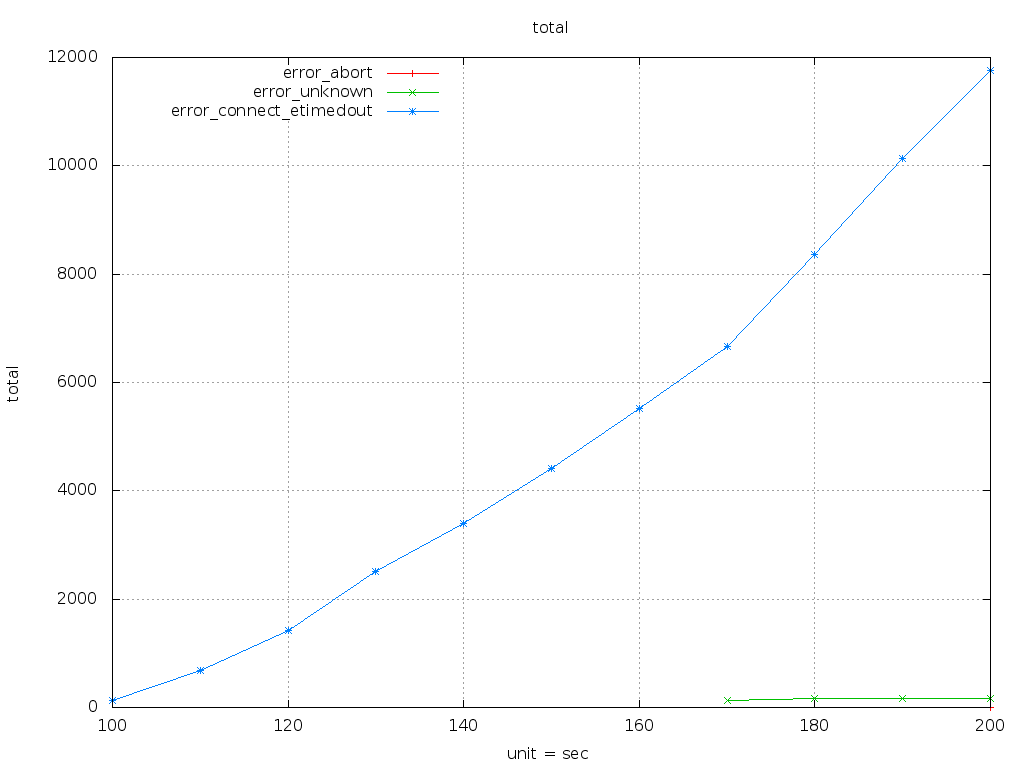 total
12000
10000
8000
6000
4000
2000
0
total
error_abort
error_unknown
error_connect_etimedout
100 120 140 160 180 200
unit = sec